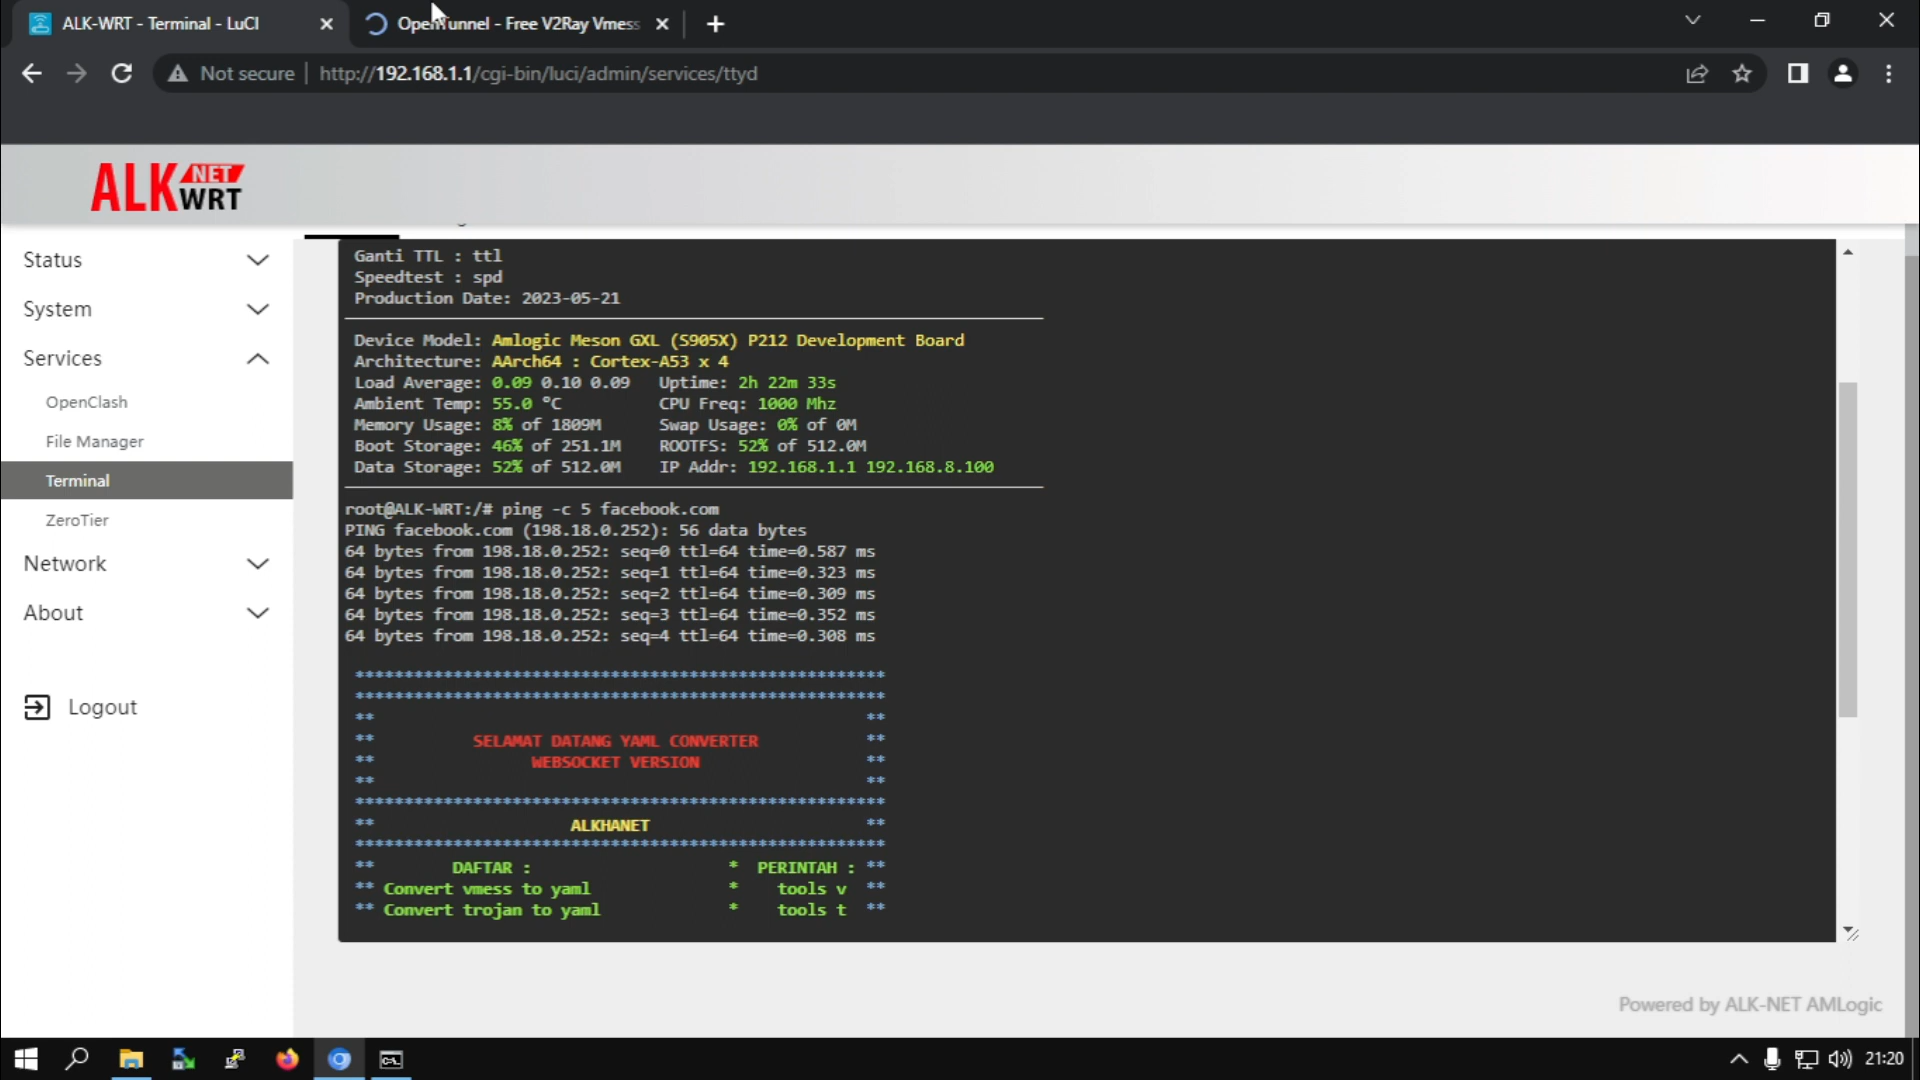 ALK-WRT - Terminal - LuCI
OpenTunnel - Free V2Ray Vmess
Not secure
http://192.168.1.1/cgi-bin/luci/admin/services/ttyd
ALK NET WRT
Status
System
Services
OpenClash
File Manager
Terminal
ZeroTier
Network
About
Logout
Ganti TTL : ttl
Speedtest : spd
Production Date: 2023-05-21
Device Model: Amlogic Meson GXL (S905X) P212 Development Board
Architecture: AArch64 : Cortex-A53 x 4
Load Average: 0.09 0.10 0.09 Uptime: 2h 22m 33s
Ambient Temp: 55.0 °C CPU Freq: 1000 Mhz
Memory Usage: 8% of 1809M Swap Usage: 0% of 0M
Boot Storage: 46% of 251.1M ROOTFS: 52% of 512.0M
Data Storage: 52% of 512.0M IP Addr: 192.168.1.1 192.168.8.100
root@ALK-WRT:/# ping -c 5 facebook.com
PING facebook.com (198.18.0.252): 56 data bytes
64 bytes from 198.18.0.252: seq=0 ttl=64 time=0.587 ms
64 bytes from 198.18.0.252: seq=1 ttl=64 time=0.323 ms
64 bytes from 198.18.0.252: seq=2 ttl=64 time=0.309 ms
64 bytes from 198.18.0.252: seq=3 ttl=64 time=0.352 ms
64 bytes from 198.18.0.252: seq=4 ttl=64 time=0.308 ms
******************************************************
******************************************************
** **
** SELAMAT DATANG YAML CONVERTER **
** WEBSOCKET VERSION **
** **
******************************************************
** ALKHANET **
******************************************************
** DAFTAR : * PERINTAH : **
** Convert vmess to yaml * tools v **
** Convert trojan to yaml * tools t **
Powered by ALK-NET AMLogic
21:20